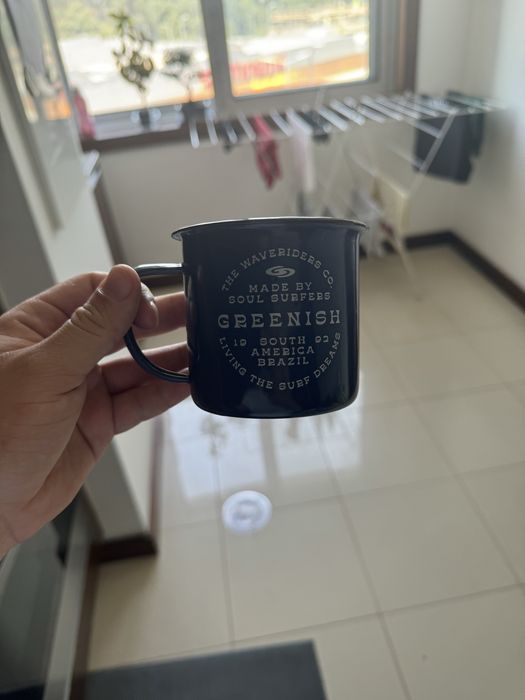 THE WAVERIDERS CO.
MADE BY
SOUL SURFERS
GREENISH
19 SOUTH 92
AMERICA
BRAZIL
LIVING THE SURF DREAMS